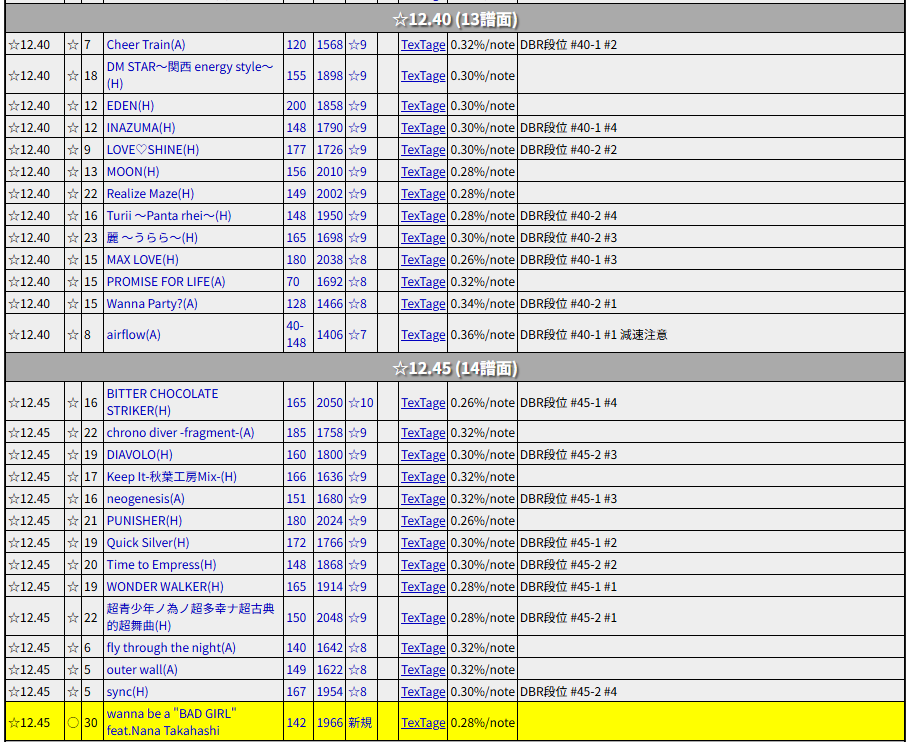 ☆12.40 (13譜面)
☆12.40 ☆ 7 Cheer Train(A) 120 1568 ☆9 TexTage 0.32%/note DBR段位 #40-1 #2
☆12.40 ☆ 18 DM STAR～関西 energy style～
(H) 155 1898 ☆9 TexTage 0.30%/note
☆12.40 ☆ 12 EDEN(H) 200 1858 ☆9 TexTage 0.30%/note
☆12.40 ☆ 12 INAZUMA(H) 148 1790 ☆9 TexTage 0.30%/note DBR段位 #40-1 #4
☆12.40 ☆ 9 LOVE♡SHINE(H) 177 1726 ☆9 TexTage 0.30%/note DBR段位 #40-2 #2
☆12.40 ☆ 13 MOON(H) 156 2010 ☆9 TexTage 0.28%/note
☆12.40 ☆ 22 Realize Maze(H) 149 2002 ☆9 TexTage 0.28%/note
☆12.40 ☆ 16 Turii ～Panta rhei～(H) 148 1950 ☆9 TexTage 0.28%/note DBR段位 #40-2 #4
☆12.40 ☆ 23 麗 ～うらら～(H) 165 1698 ☆9 TexTage 0.30%/note DBR段位 #40-2 #3
☆12.40 ☆ 15 MAX LOVE(H) 180 2038 ☆8 TexTage 0.26%/note DBR段位 #40-1 #3
☆12.40 ☆ 15 PROMISE FOR LIFE(A) 70 1692 ☆8 TexTage 0.32%/note
☆12.40 ☆ 15 Wanna Party?(A) 128 1466 ☆8 TexTage 0.34%/note DBR段位 #40-2 #1
☆12.40 ☆ 8 airflow(A) 40-
148 1406 ☆7 TexTage 0.36%/note DBR段位 #40-1 #1 減速注意
☆12.45 (14譜面)
☆12.45 ☆ 16 BITTER CHOCOLATE
STRIKER(H) 165 2050 ☆10 TexTage 0.26%/note DBR段位 #45-1 #4
☆12.45 ☆ 22 chrono diver -fragment-(A) 185 1758 ☆9 TexTage 0.32%/note
☆12.45 ☆ 19 DIAVOLO(H) 160 1800 ☆9 TexTage 0.30%/note DBR段位 #45-2 #3
☆12.45 ☆ 17 Keep It-秋葉工房Mix-(H) 166 1636 ☆9 TexTage 0.32%/note
☆12.45 ☆ 16 neogenesis(A) 151 1680 ☆9 TexTage 0.32%/note DBR段位 #45-1 #3
☆12.45 ☆ 21 PUNISHER(H) 180 2024 ☆9 TexTage 0.26%/note
☆12.45 ☆ 19 Quick Silver(H) 172 1766 ☆9 TexTage 0.30%/note DBR段位 #45-1 #2
☆12.45 ☆ 20 Time to Empress(H) 148 1868 ☆9 TexTage 0.30%/note DBR段位 #45-2 #2
☆12.45 ☆ 19 WONDER WALKER(H) 165 1914 ☆9 TexTage 0.28%/note DBR段位 #45-1 #1
☆12.45 ☆ 22 超青少年ノ為ノ超多幸ナ超古典
的超舞曲(H) 150 2048 ☆9 TexTage 0.28%/note DBR段位 #45-2 #1
☆12.45 ☆ 6 fly through the night(A) 140 1642 ☆8 TexTage 0.32%/note
☆12.45 ☆ 5 outer wall(A) 149 1622 ☆8 TexTage 0.32%/note
☆12.45 ☆ 5 sync(H) 167 1954 ☆8 TexTage 0.30%/note DBR段位 #45-2 #4
☆12.45 ○ 30 wanna be a "BAD GIRL"
feat.Nana Takahashi 142 1966 新規 TexTage 0.28%/note